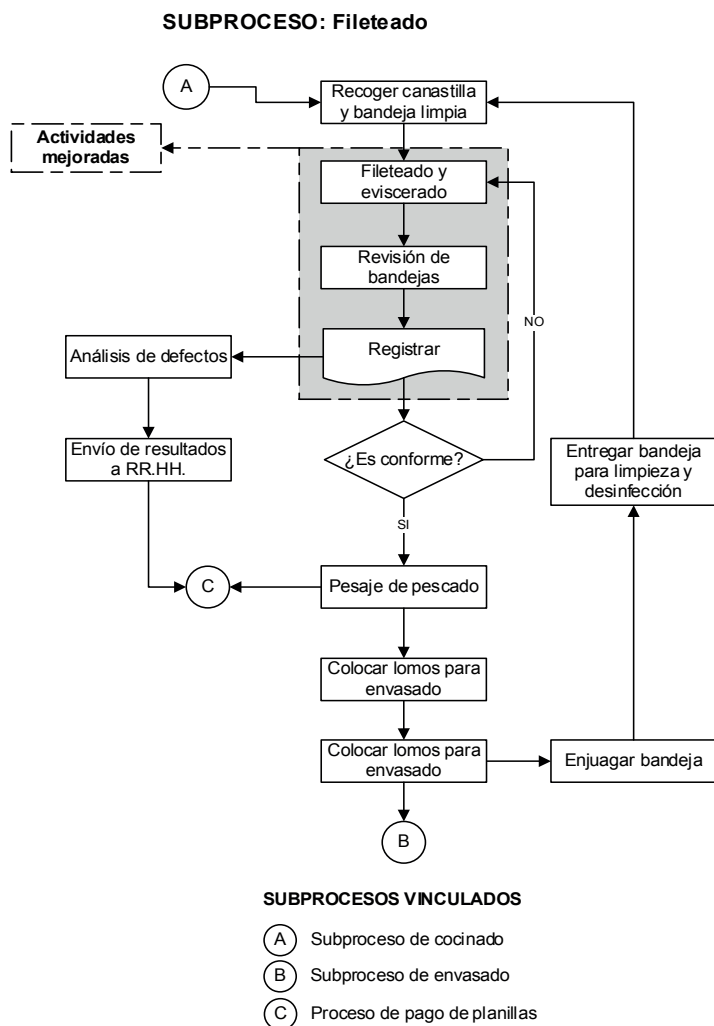 SUBPROCESO: Fileteado
A
Recoger canastilla
y bandeja limpia
Actividades
mejoradas
Fileteado y
eviscerado
Revisión de
bandejas
NO
Registrar
Análisis de defectos
¿Es conforme?
Envío de resultados
a RR.HH.
Entregar bandeja
para limpieza y
desinfección
SI
C
Pesaje de pescado
Colocar lomos para
envasado
Colocar lomos para
envasado
Enjuagar bandeja
B
SUBPROCESOS VINCULADOS
A Subproceso de cocinado
B Subproceso de envasado
C Proceso de pago de planillas